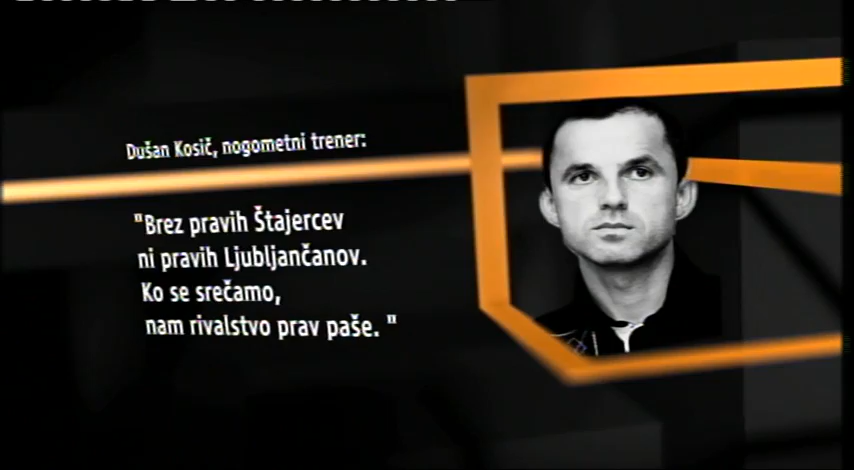 Dušan Kosič, nogometni trener:
"Brez pravih Štajercev
ni pravih Ljubljančanov.
Ko se srečamo,
nam rivalstvo prav paše. "